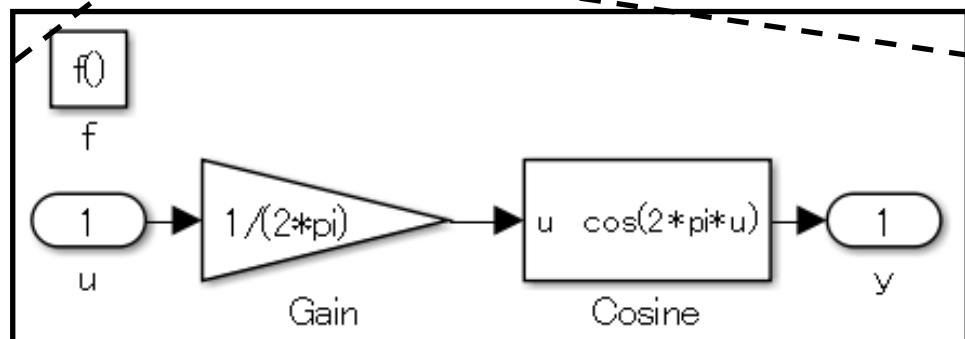 f()
f
1
1/(2*pi)
u cos(2*pi*u)
1
u
Gain
Cosine
y